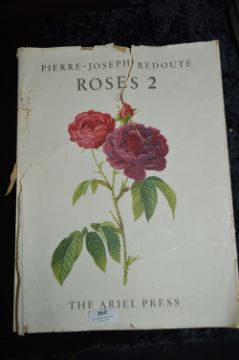 PIERRE-JOSEPH REDOUTÉ
ROSES 2
THE ARIEL PRESS